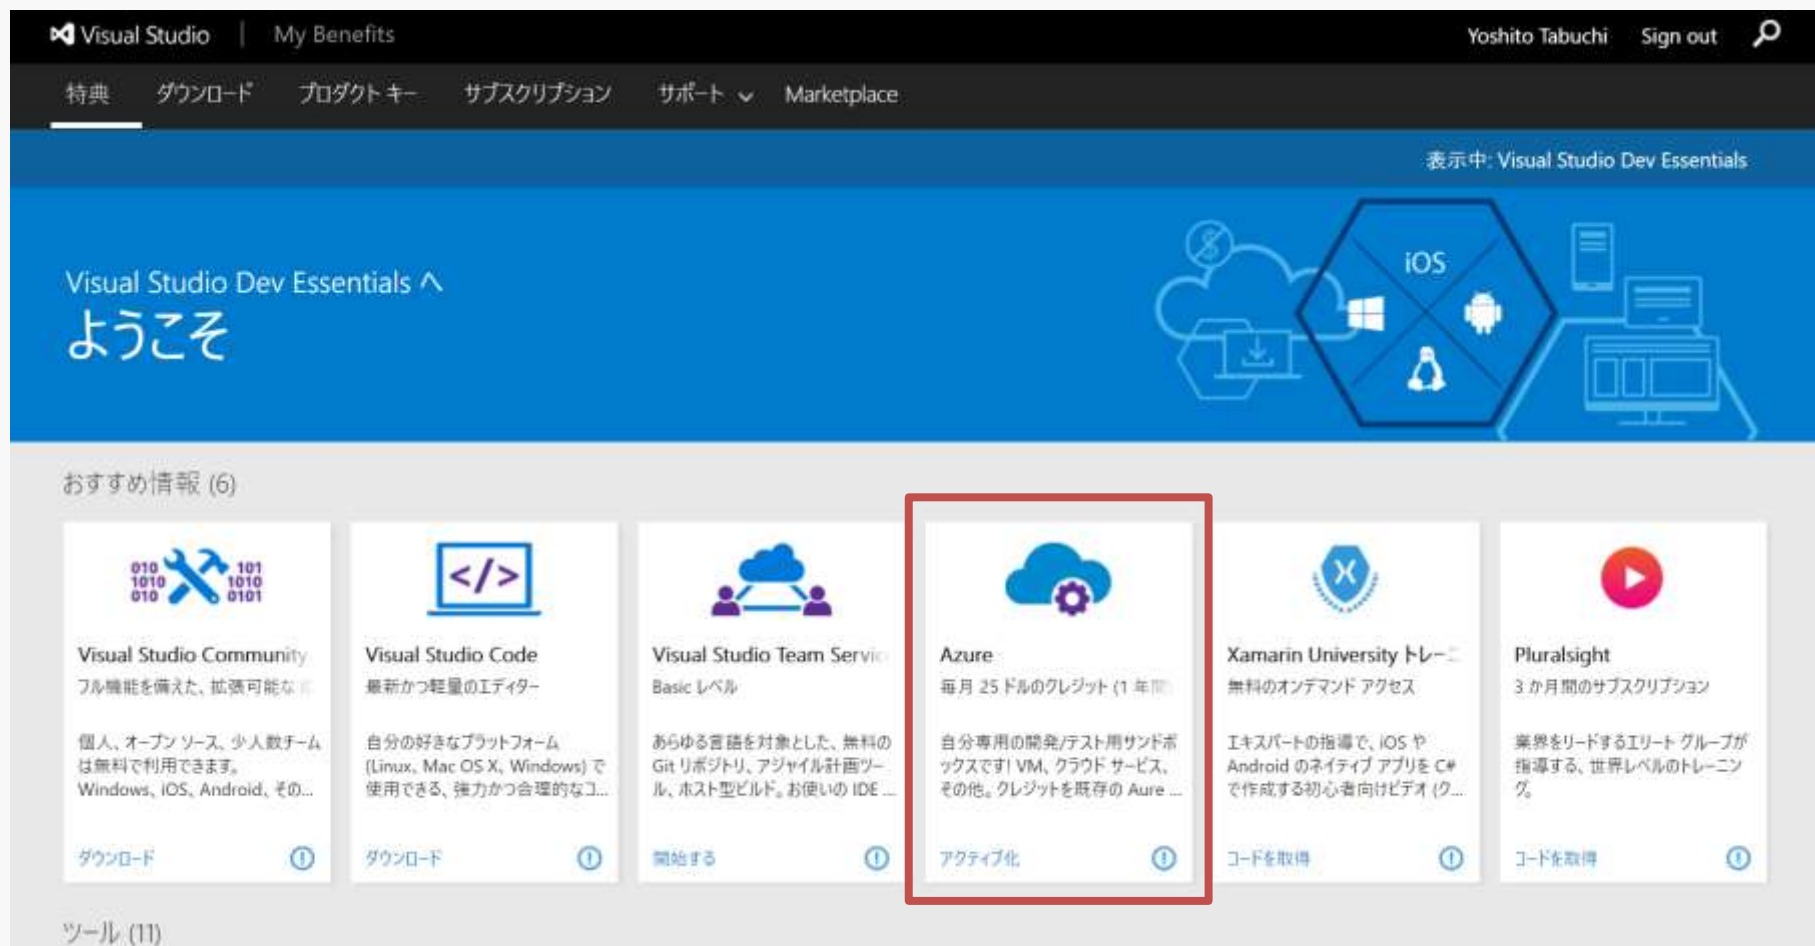 Visual Studio | My Benefits
Yoshito Tabuchi Sign out
特典 ダウンロード プロダクト キー サブスクリプション サポート Marketplace
表示中: Visual Studio Dev Essentials
Visual Studio Dev Essentials へ
ようこそ
iOS
おすすめ情報 (6)
010 101
1010 1010
010 0101
Visual Studio Community
フル機能を備えた、拡張可能な
個人、オープン ソース、少人数チーム
は無料で利用できます。
Windows、iOS、Android、その...
ダウンロード
</>
Visual Studio Code
最新かつ軽量のエディター
自分の好きなプラットフォーム
(Linux、Mac OS X、Windows) で
使用できる、強力かつ合理的なコ...
ダウンロード
Visual Studio Team Servic
Basic レベル
あらゆる言語を対象とした、無料の
Git リポジトリ、アジャイル計画ツー
ル、ホスト型ビルド。お使いの IDE ...
開始する
Azure
毎月 25 ドルのクレジット (1 年間
自分専用の開発/テスト用サンドボ
ックスです! VM、クラウド サービス、
その他。クレジットを既存の Aure ...
アクティブ化
X
Xamarin University トレーニ
無料のオンデマンド アクセス
エキスパートの指導で、iOS や
Android のネイティブ アプリを C#
で作成する初心者向けビデオ (ク...
コードを取得
Pluralsight
3 か月間のサブスクリプション
業界をリードするエリート グループが
指導する、世界レベルのトレーニン
グ。
コードを取得
ツール (11)